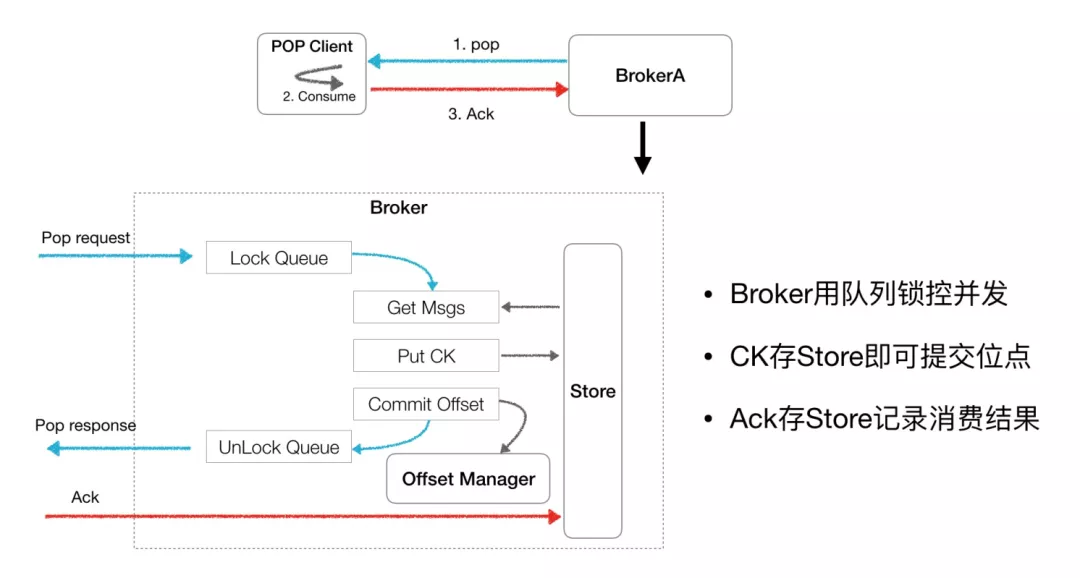 POP Client
2. Consume
1. pop
3. Ack
BrokerA
Broker
Pop request
Lock Queue
Get Msgs
Put CK
Commit Offset
Store
Pop response
UnLock Queue
Offset Manager
Ack
• Broker用队列锁控并发
• CK存Store即可提交位点
• Ack存Store记录消费结果